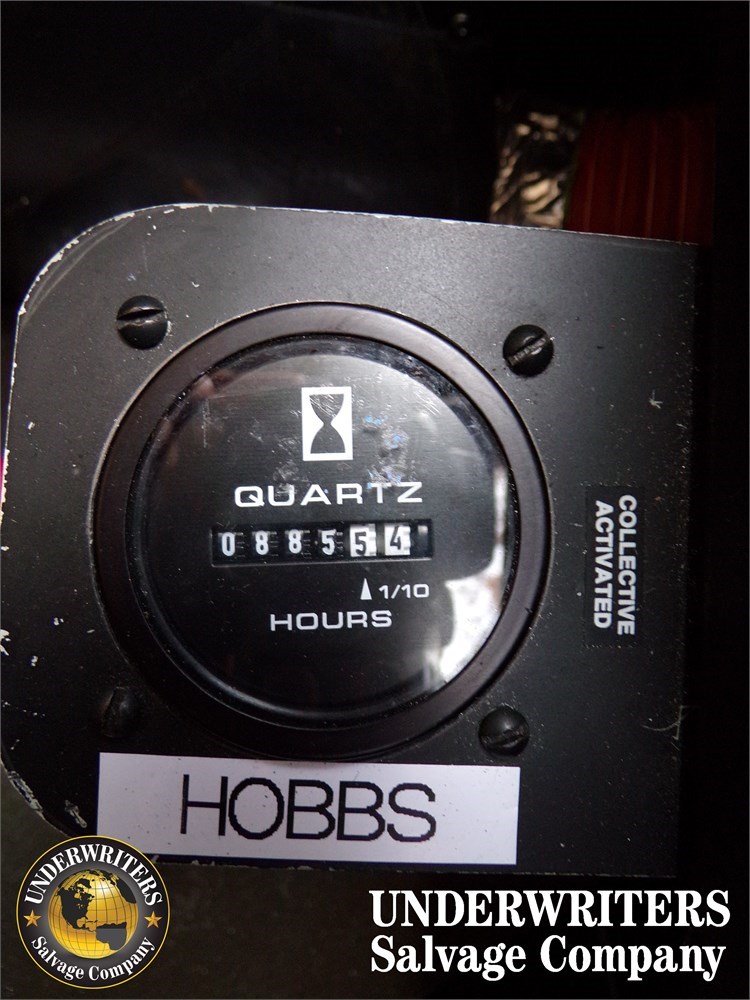 QUARTZ
088554
1/10
HOURS
COLLECTIVE
ACTIVATED
HOBBS
UNDERWRITERS
Salvage Company
UNDERWRITERS
Salvage Company